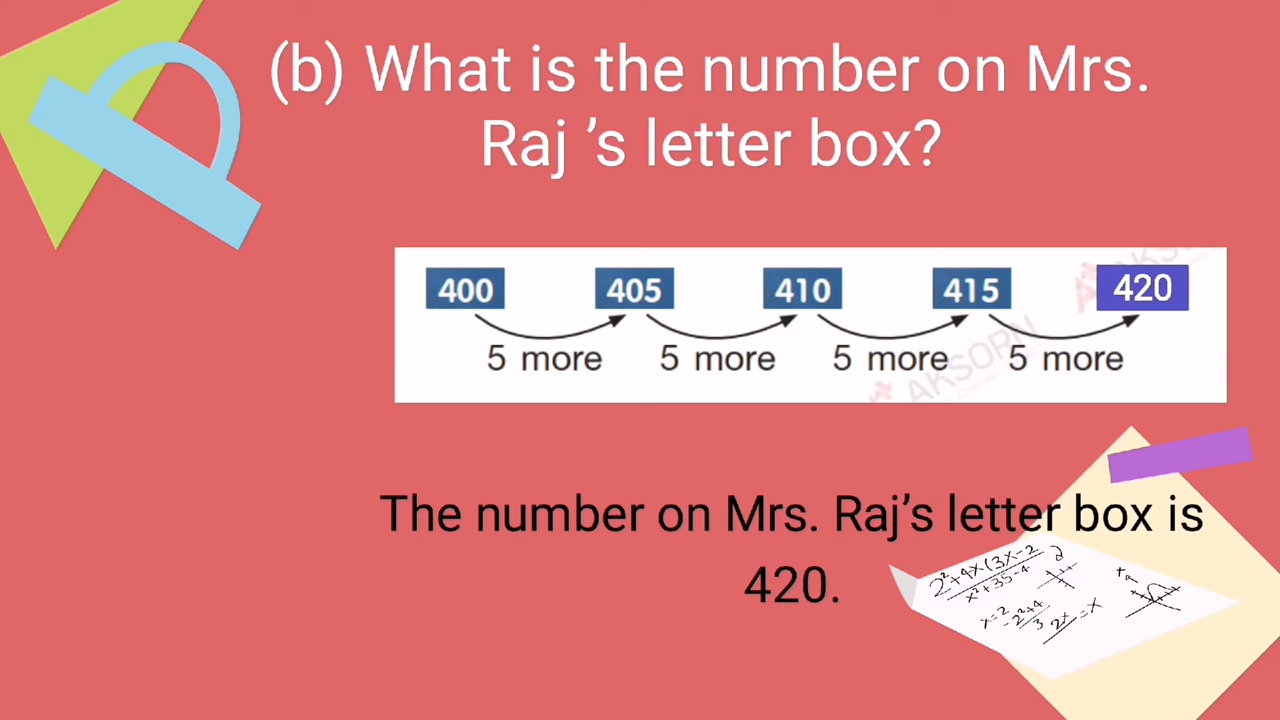 (b) What is the number on Mrs.
Raj ’s letter box?
400 405 410 415 420
5 more 5 more 5 more 5 more
AKSORN
The number on Mrs. Raj’s letter box is
420.